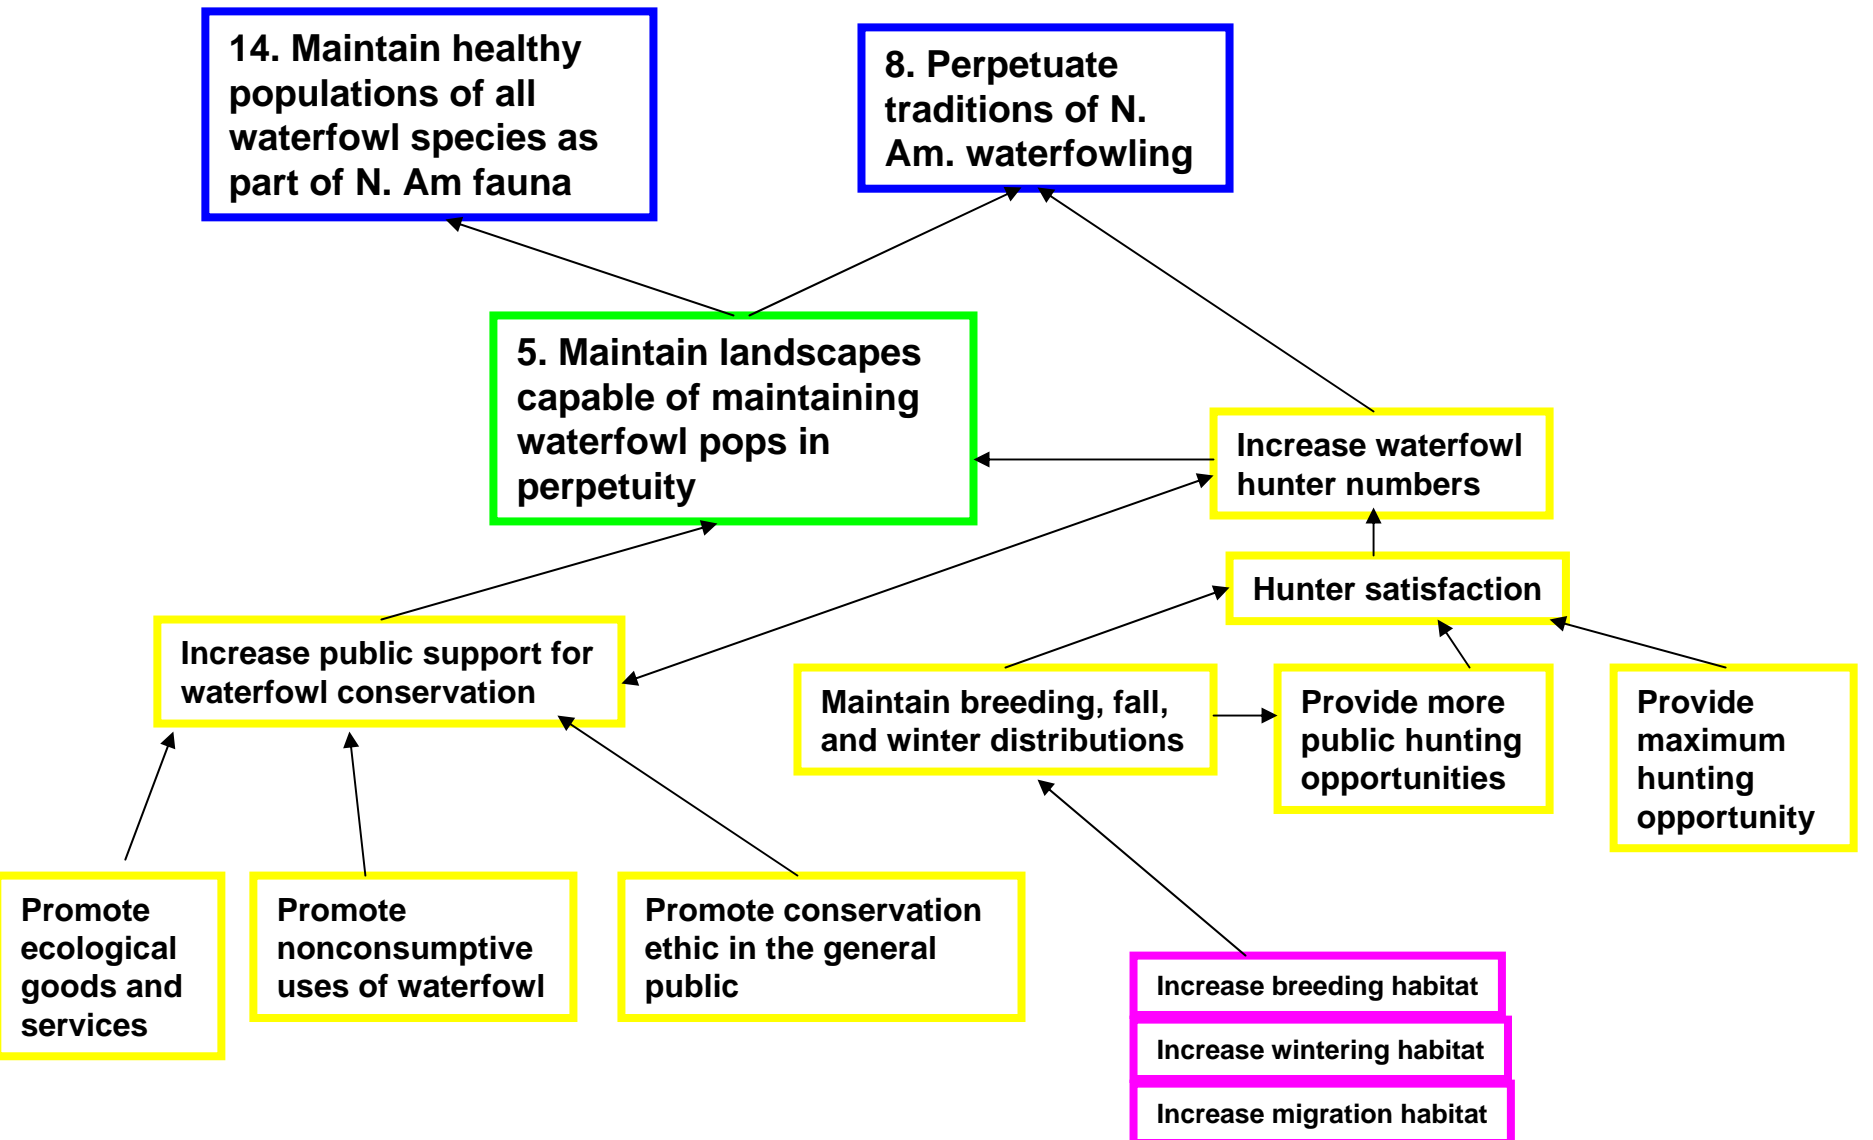 14. Maintain healthy
populations of all
waterfowl species as
part of N. Am fauna
8. Perpetuate
traditions of N.
Am. waterfowling
5. Maintain landscapes
capable of maintaining
waterfowl pops in
perpetuity
Increase waterfowl
hunter numbers
Hunter satisfaction
Increase public support for
waterfowl conservation
Maintain breeding, fall,
and winter distributions
Provide more
public hunting
opportunities
Provide
maximum
hunting
opportunity
Promote
ecological
goods and
services
Promote
nonconsumptive
uses of waterfowl
Promote conservation
ethic in the general
public
Increase breeding habitat
Increase wintering habitat
Increase migration habitat